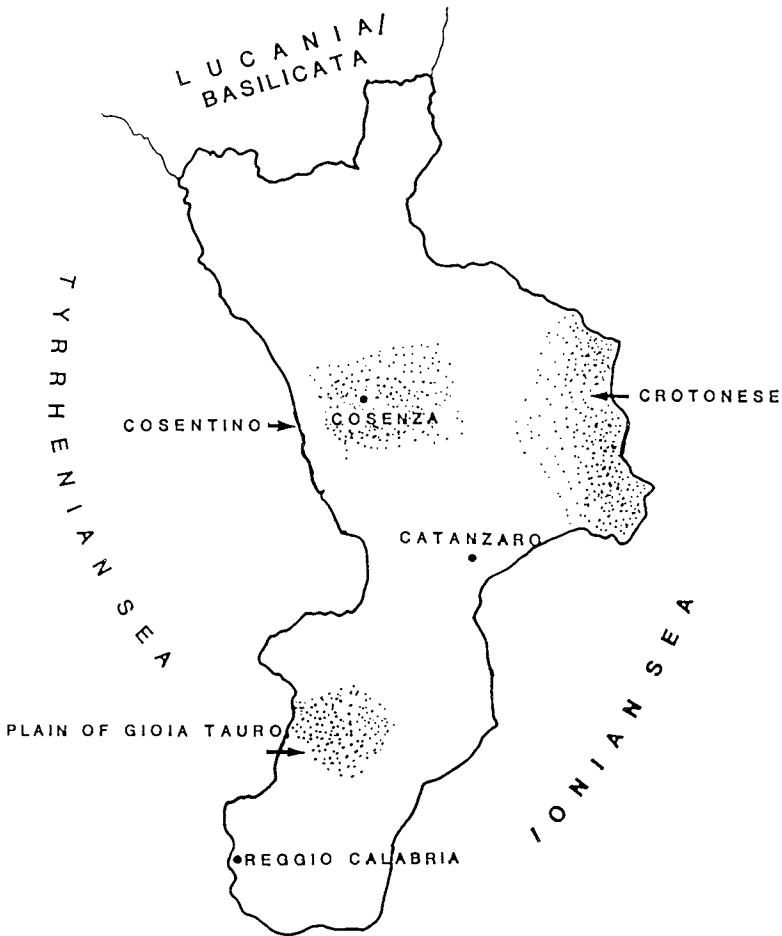 LUCANIA/
BASILICATA
TYRRHENIAN SEA
CROTONESE
COSENTINO
COSENZA
CATANZARO
IONIAN SEA
PLAIN OF GIOIA TAURO
REGGIO CALABRIA